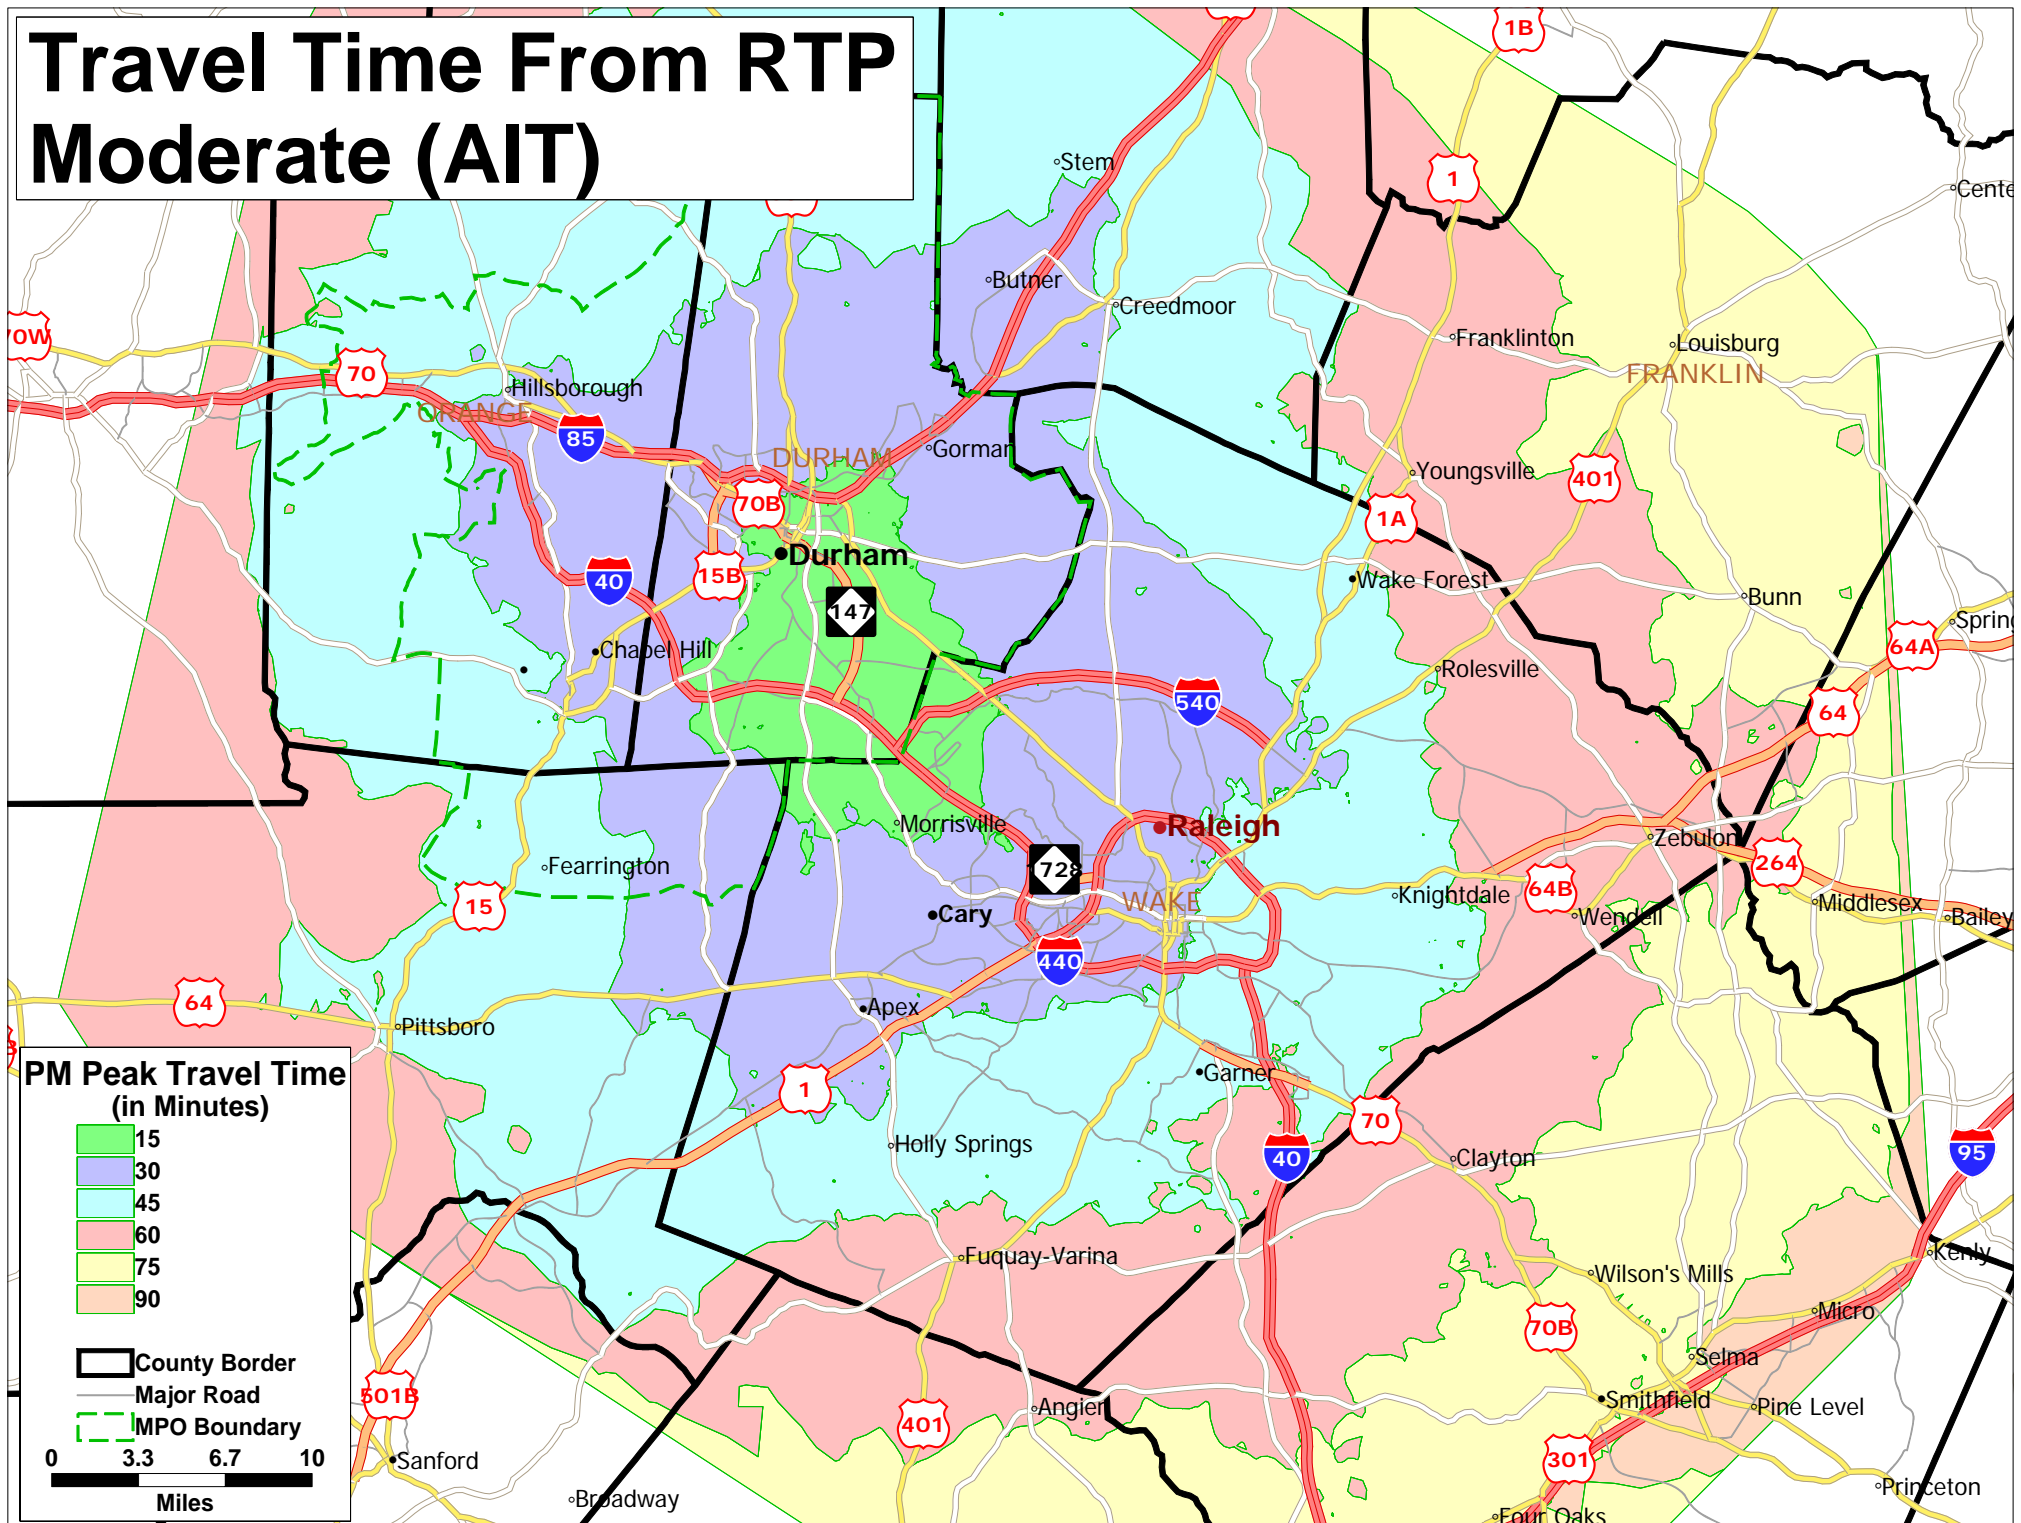 Travel Time From RTP
Moderate (AIT)
1B
Stem
1
Cente
Butner
Creedmoor
70W
Franklinton
Louisburg
FRANKLIN
70
Hillsborough
ORANGE
85
DURHAM
Gorman
Youngsville
401
70B
1A
Durham
40
15B
Wake Forest
147
Bunn
Spring
64A
Chapel Hill
Rolesville
540
64
Morrisville
Raleigh
Zebulon
Fearrington
1728
264
64B
Knightdale
WAKE
Middlesex
15
Cary
Wendell
Bailey
440
64
Apex
Pittsboro
Garner
1
70
PM Peak Travel Time
(in Minutes)
15
30
45
60
75
90
County Border
Major Road
MPO Boundary
0 3.3 6.7 10
Miles
Holly Springs
40
Clayton
95
Fuquay-Varina
Kenly
Wilson's Mills
Micro
70B
Selma
501B
401
Angier
Smithfield
Pine Level
Sanford
301
Broadway
Princeton
Four Oaks